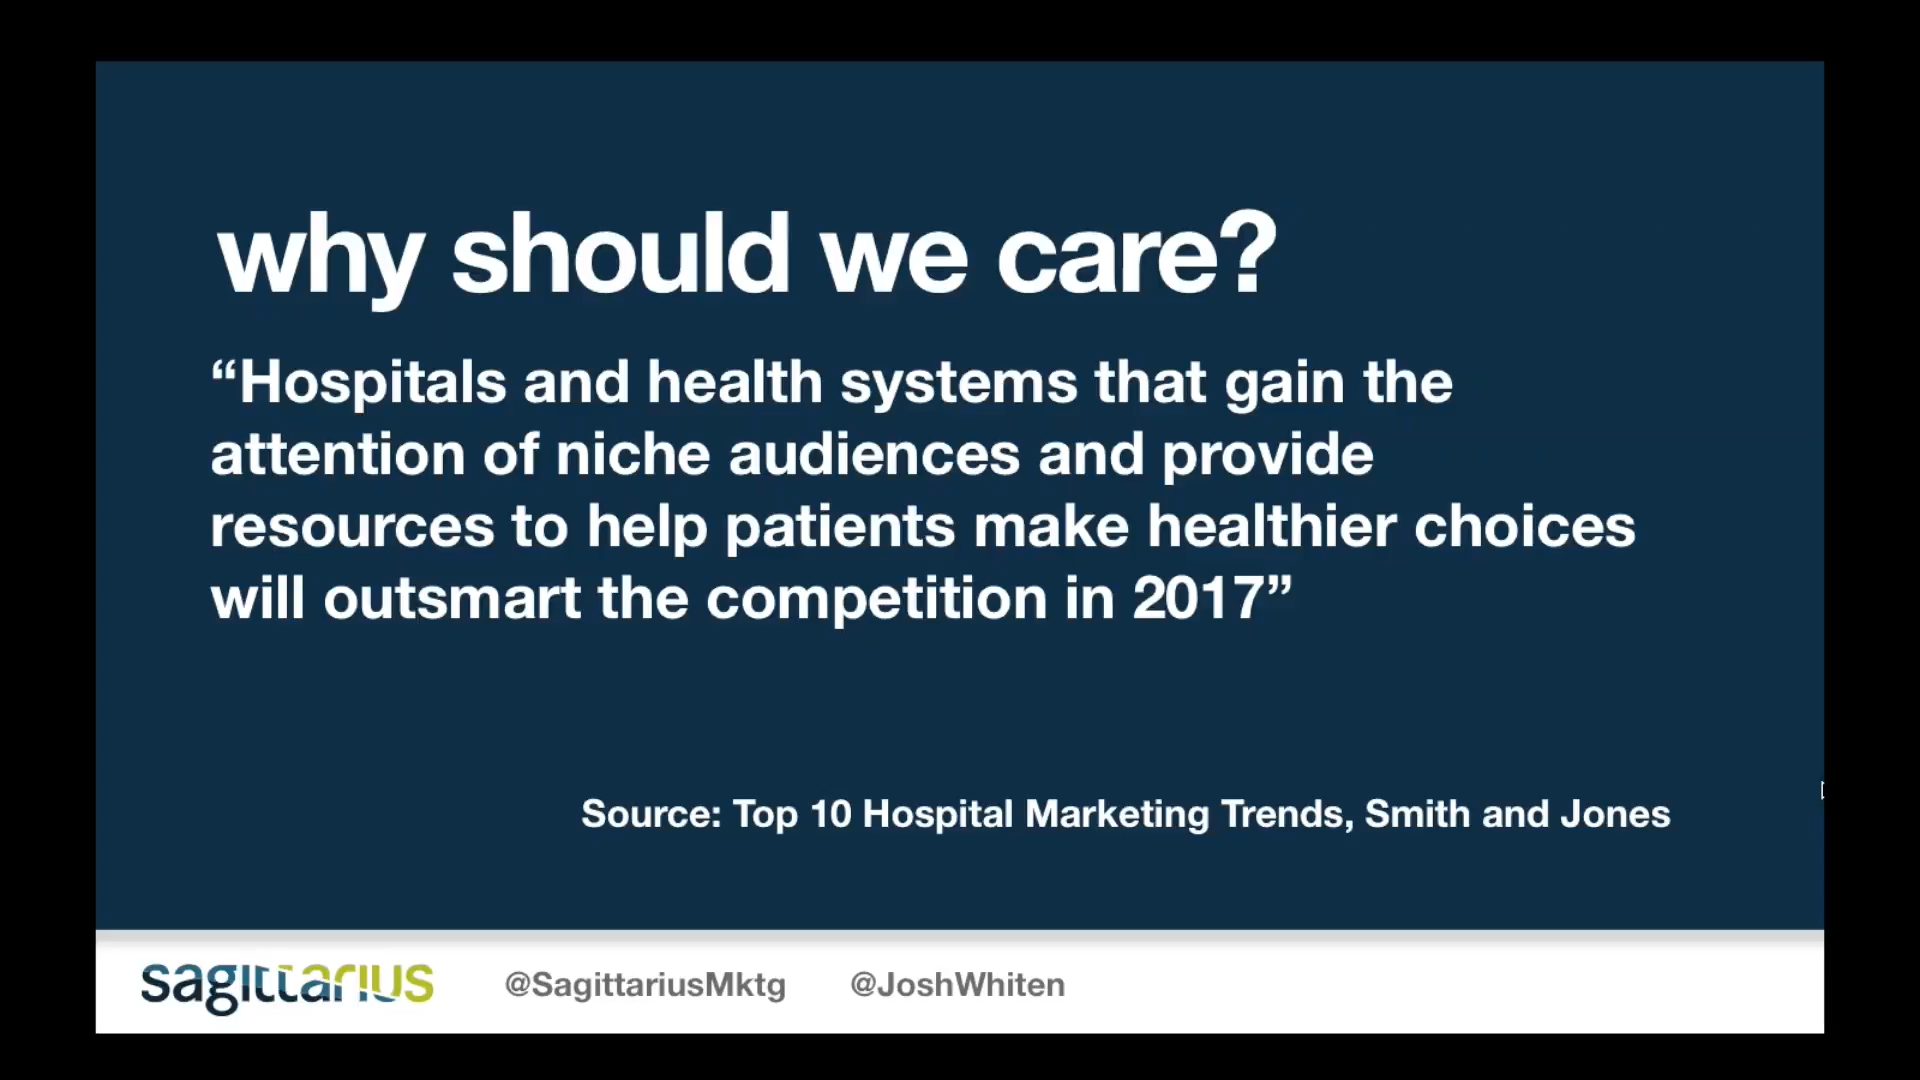 why should we care?
“Hospitals and health systems that gain the
attention of niche audiences and provide
resources to help patients make healthier choices
will outsmart the competition in 2017”
Source: Top 10 Hospital Marketing Trends, Smith and Jones
sagittarius @SagittariusMktg @JoshWhiten